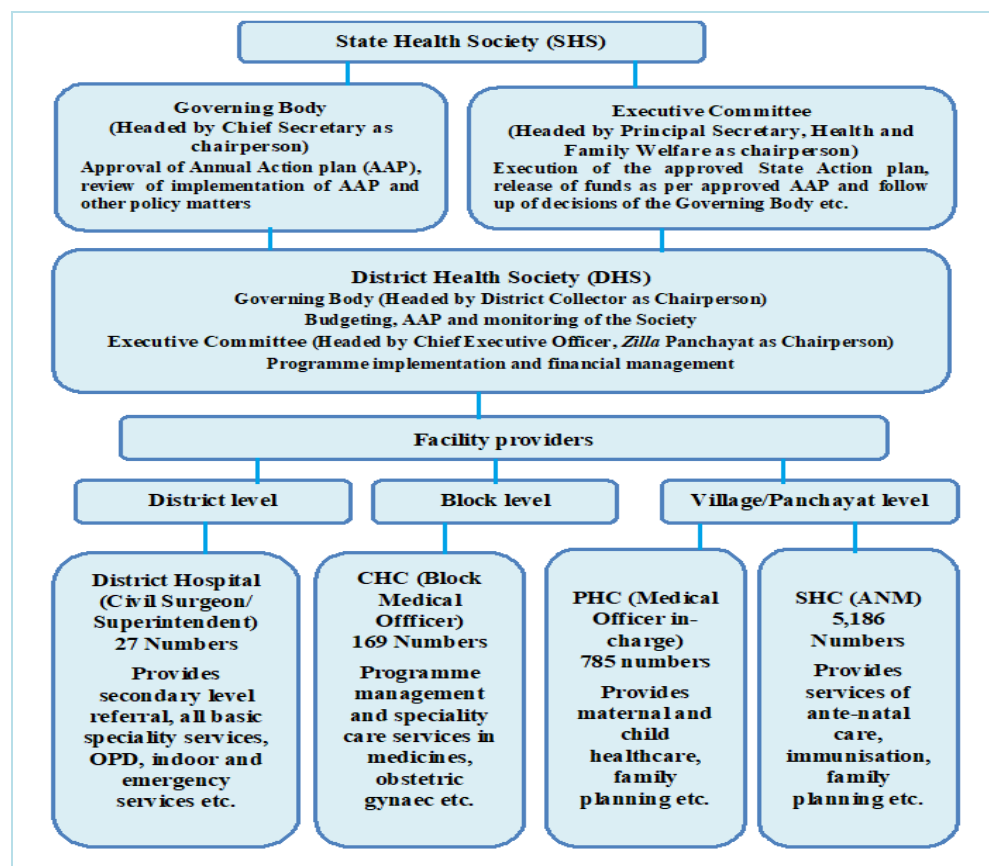 State Health Society (SHS)
Governing Body
(Headed by Chief Secretary as
chairperson)
Approval of Annual Action plan (AAP),
review of implementation of AAP and
other policy matters
Executive Committee
(Headed by Principal Secretary, Health and
Family Welfare as chairperson)
Execution of the approved State Action plan,
release of funds as per approved AAP and follow
up of decisions of the Governing Body etc.
District Health Society (DHS)
Governing Body (Headed by District Collector as Chairperson)
Budgeting, AAP and monitoring of the Society
Executive Committee (Headed by Chief Executive Officer, Zilla Panchayat as Chairperson)
Programme implementation and financial management
Facility providers
District level
Block level
Village/Panchayat level
District Hospital
(Civil Surgeon/
Superintendent)
27 Numbers
Provides
secondary level
referral, all basic
speciality services,
OPD, indoor and
emergency
services etc.
CHC (Block
Medical
Offficer)
169 Numbers
Programme
management
and speciality
care services in
medicines,
obstetric
gynaec etc.
PHC (Medical
Officer in-
charge)
785 numbers
Provides
maternal and
child
healthcare,
family
planning etc.
SHC (ANM)
5,186
Numbers
Provides
services of
ante-natal
care,
immunisation,
family
planning etc.